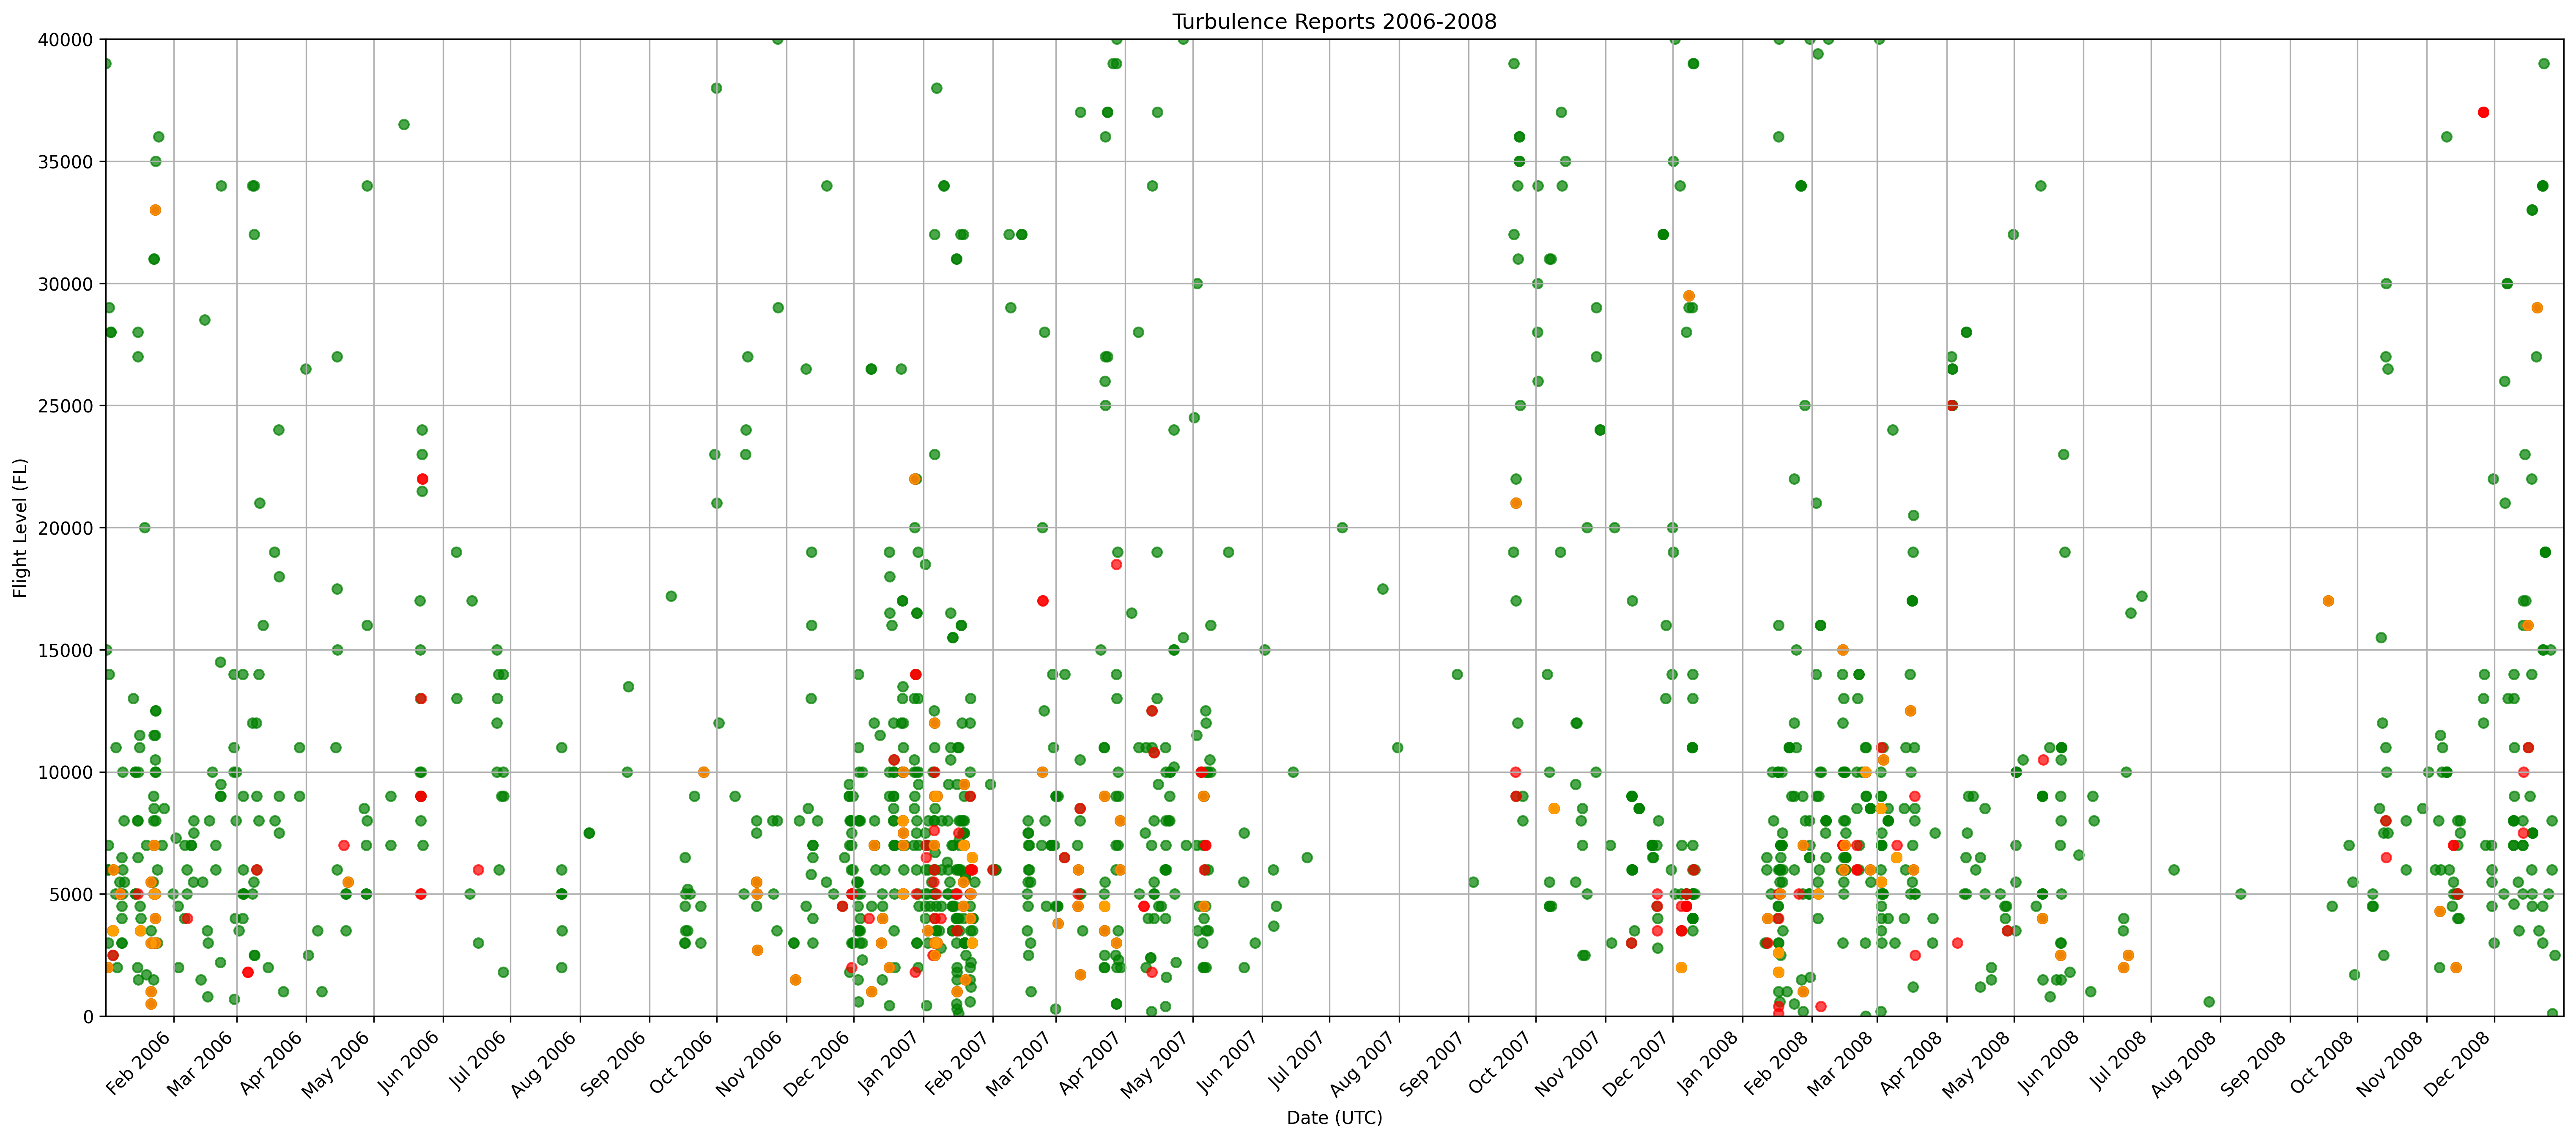 Turbulence Reports 2006-2008
40000
35000
30000
25000
20000
15000
10000
5000
0
Flight Level (FL)
Feb 2006
Mar 2006
Apr 2006
May 2006
Jun 2006
Jul 2006
Aug 2006
Sep 2006
Oct 2006
Nov 2006
Dec 2006
Jan 2007
Feb 2007
Mar 2007
Apr 2007
May 2007
Jun 2007
Jul 2007
Aug 2007
Sep 2007
Oct 2007
Nov 2007
Dec 2007
Jan 2008
Feb 2008
Mar 2008
Apr 2008
May 2008
Jun 2008
Jul 2008
Aug 2008
Sep 2008
Oct 2008
Nov 2008
Dec 2008
Date (UTC)